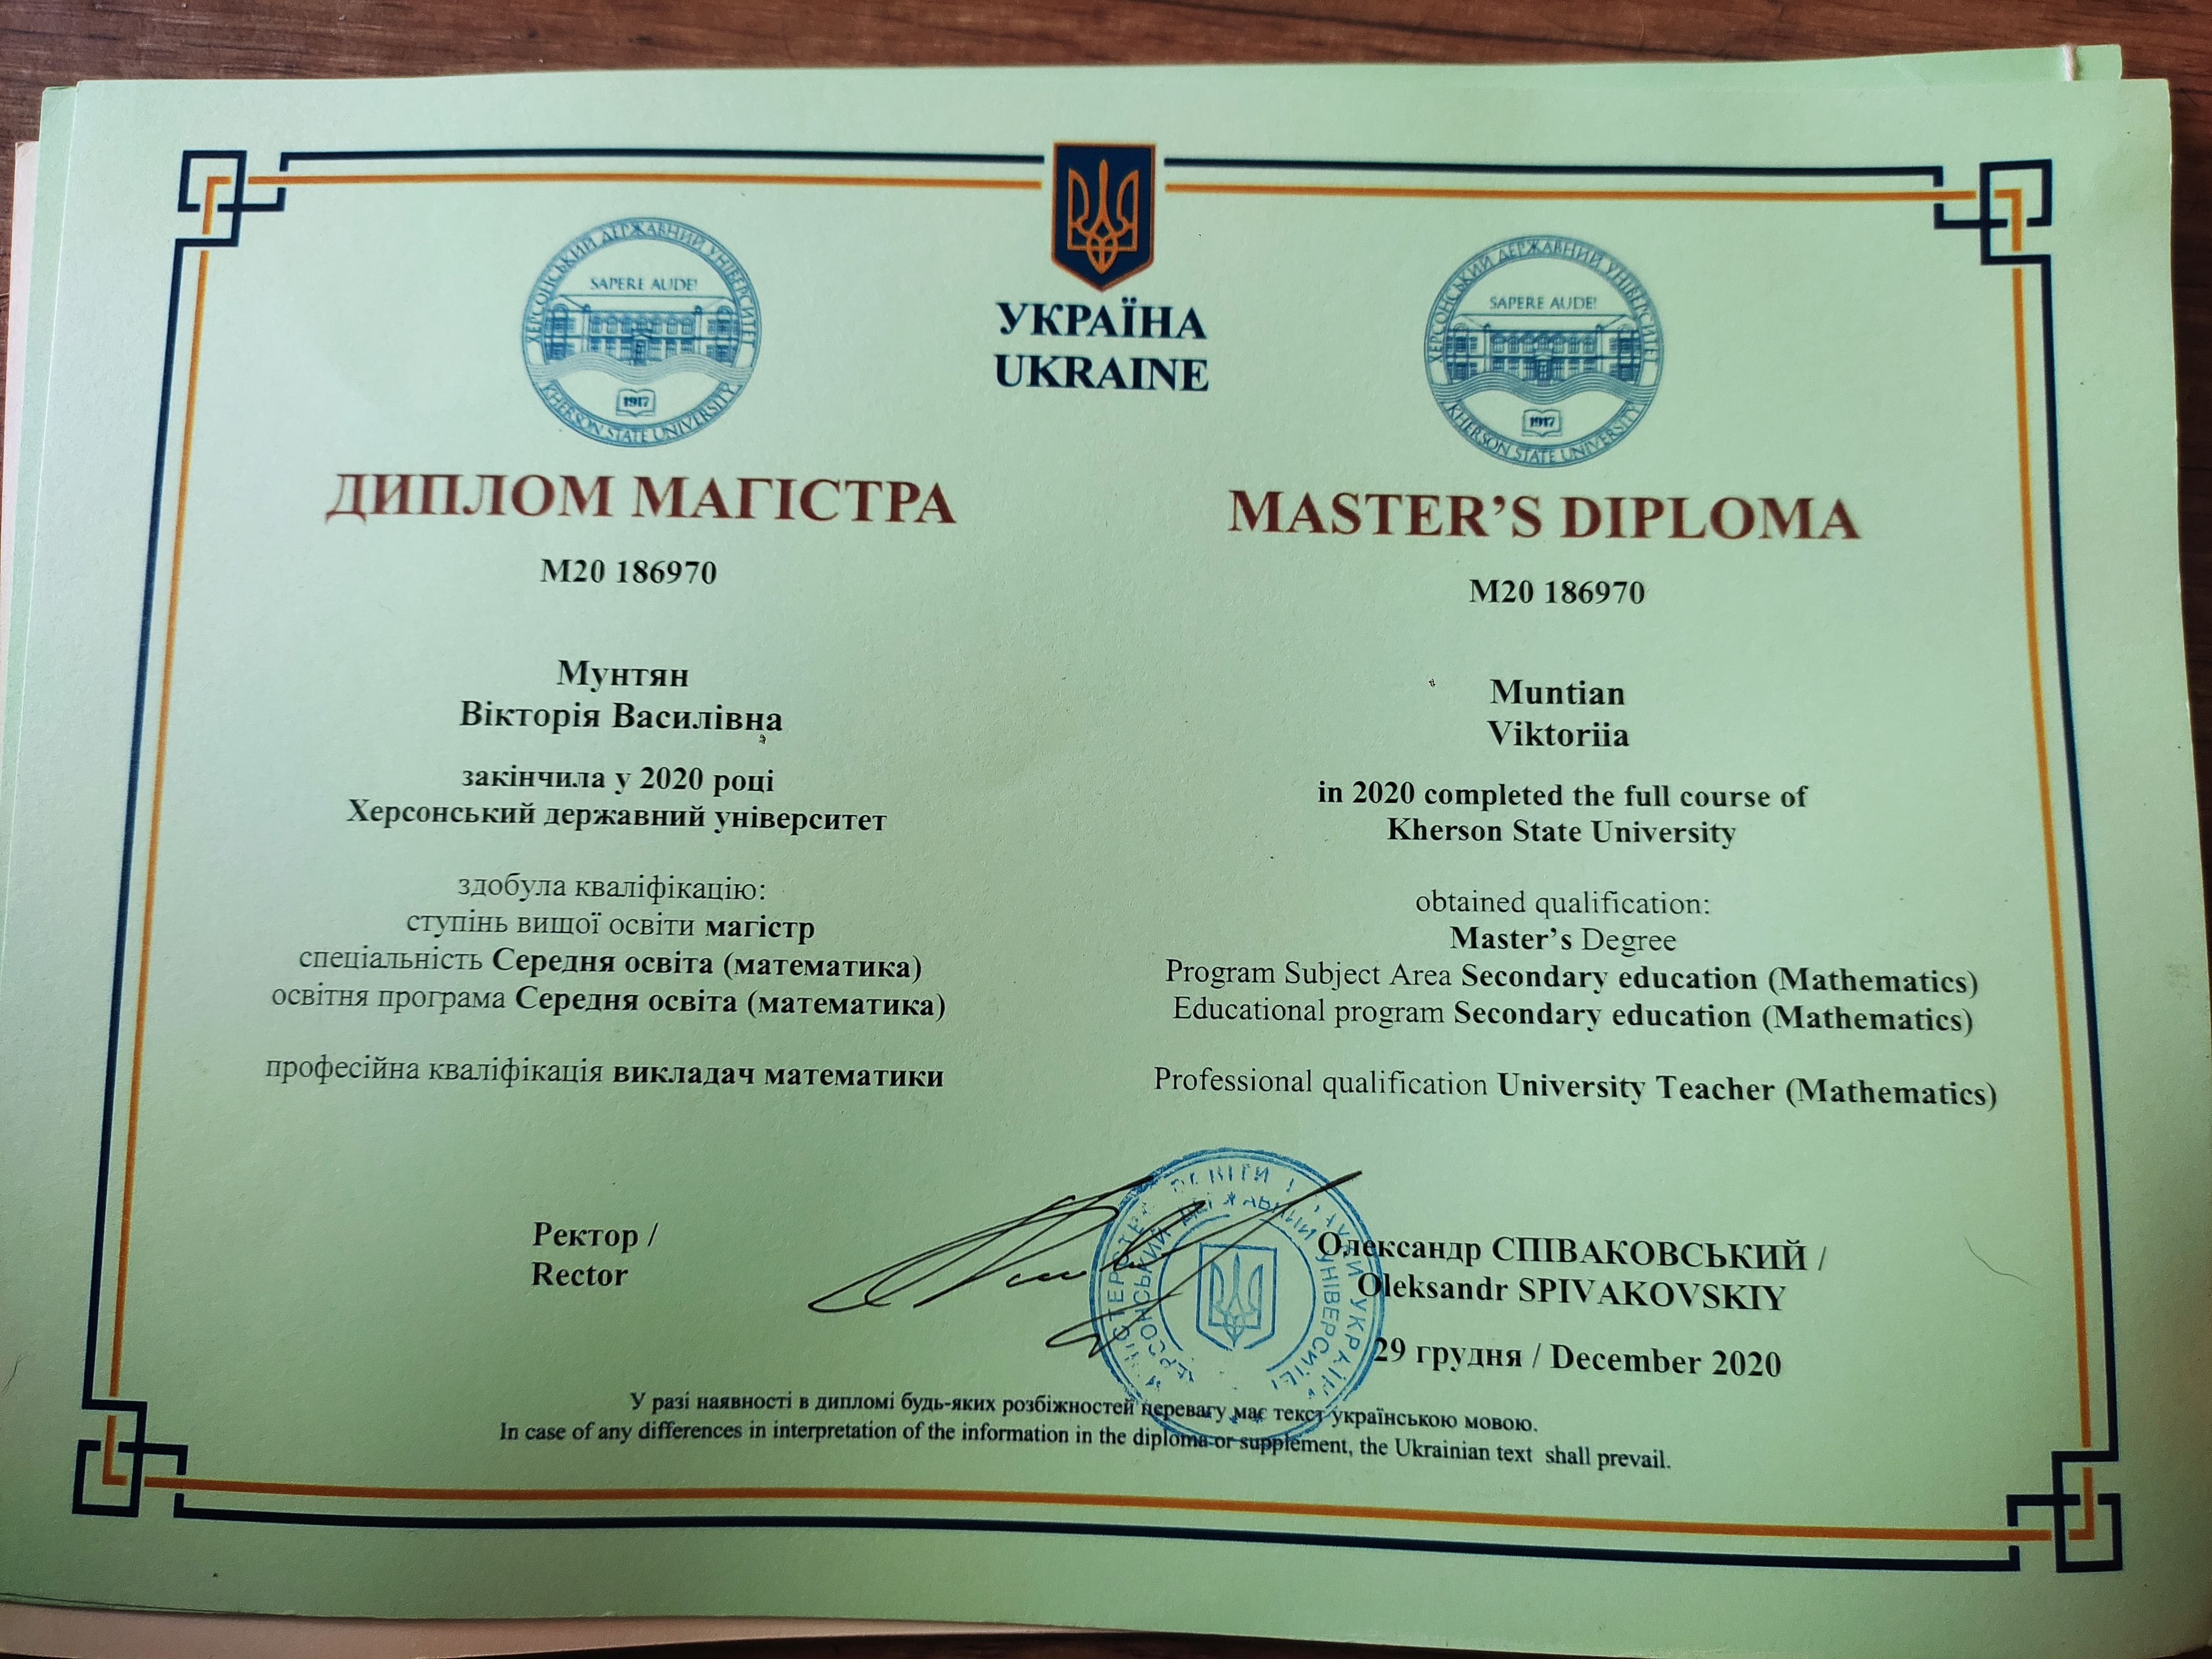 УКРАЇНА
UKRAINE
ХЕРСОНСЬКИЙ ДЕРЖАВНИЙ УНІВЕРСИТЕТ
SAPERE AUDE!
1917
KHERSON STATE UNIVERSITY
ДИПЛОМ МАГІСТРА
М20 186970
Мунтян
Вікторія Василівна
закінчила у 2020 році
Херсонський державний університет
здобула кваліфікацію:
ступінь вищої освіти магістр
спеціальність Середня освіта (математика)
освітня програма Середня освіта (математика)
професійна кваліфікація викладач математики
ХЕРСОНСЬКИЙ ДЕРЖАВНИЙ УНІВЕРСИТЕТ
SAPERE AUDE!
1917
KHERSON STATE UNIVERSITY
MASTER’S DIPLOMA
M20 186970
Muntian
Viktoriia
in 2020 completed the full course of
Kherson State University
obtained qualification:
Master’s Degree
Program Subject Area Secondary education (Mathematics)
Educational program Secondary education (Mathematics)
Professional qualification University Teacher (Mathematics)
Ректор /
Rector
Олександр СПІВАКОВСЬКИЙ /
Oleksandr SPIVAKOVSKIY
29 грудня / December 2020
У разі наявності в дипломі будь-яких розбіжностей перевагу має текст українською мовою.
In case of any differences in interpretation of the information in the diploma or supplement, the Ukrainian text shall prevail.